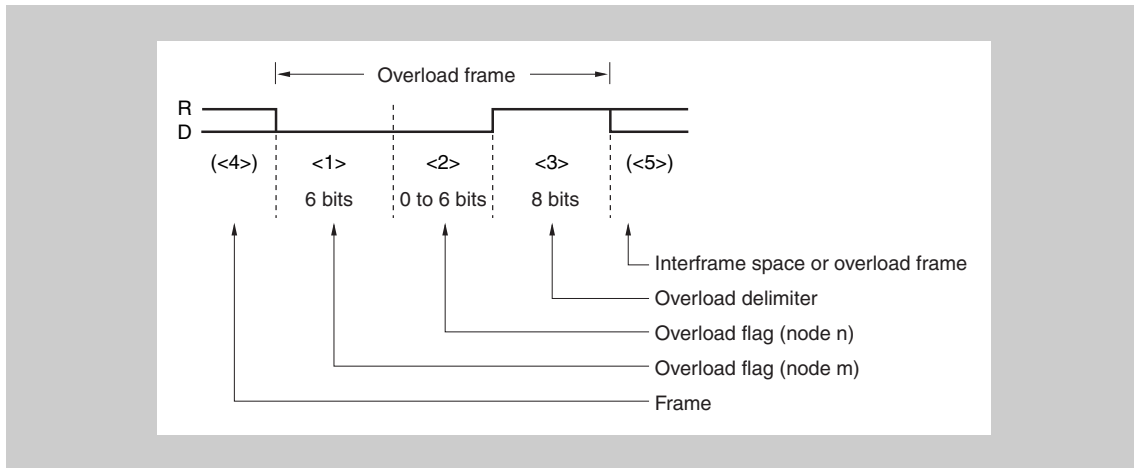 Overload frame
R
D
(<4>) <1> <2> <3> (<5>)
6 bits 0 to 6 bits 8 bits
Interframe space or overload frame
Overload delimiter
Overload flag (node n)
Overload flag (node m)
Frame